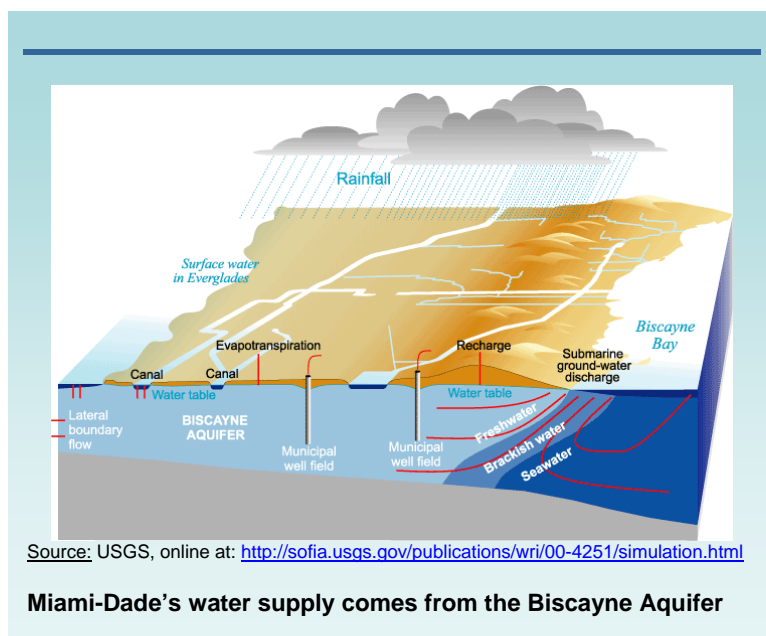 Rainfall
Surface water
in Everglades
Biscayne
Bay
Evapotranspiration
Recharge
Submarine
ground-water
discharge
Canal
Canal
Water table
Water table
Lateral
boundary
flow
BISCAYNE
AQUIFER
Municipal
well field
Municipal
well field
Freshwater
Brackish water
Seawater
Source: USGS, online at: http://sofia.usgs.gov/publications/wri/00-4251/simulation.html
Miami-Dade's water supply comes from the Biscayne Aquifer